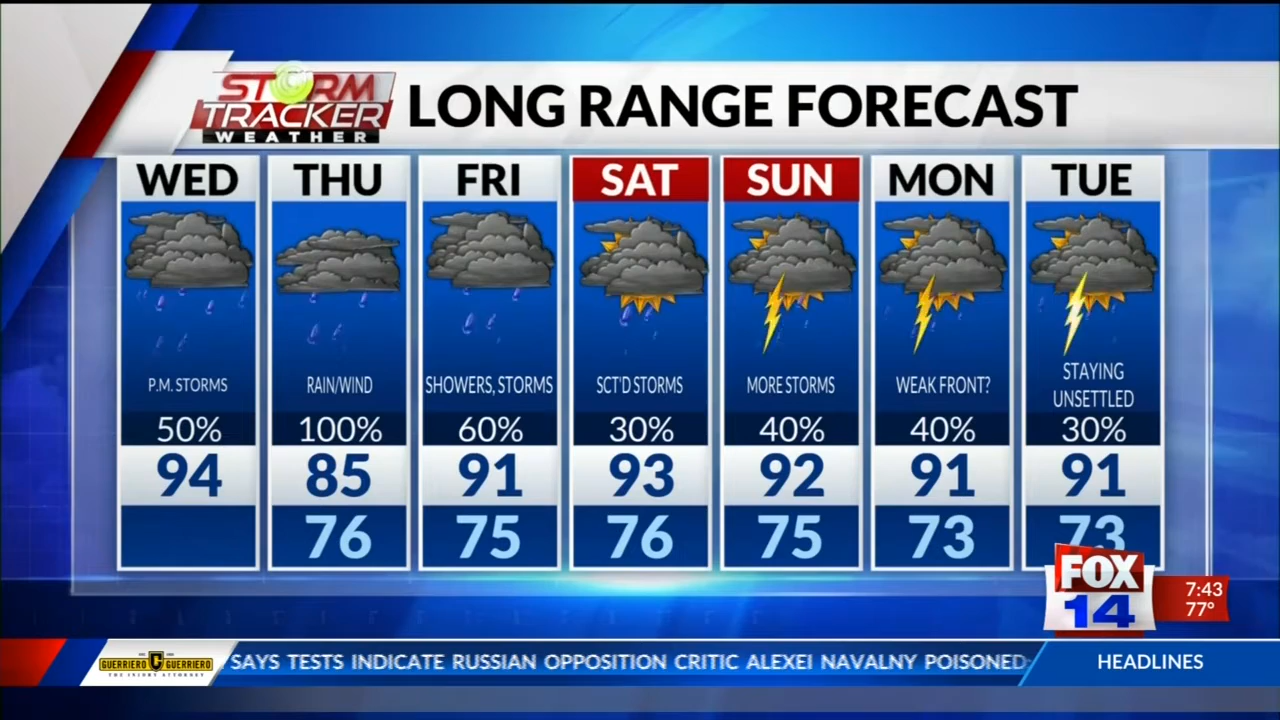 STORM
TRACKER
WEATHER
LONG RANGE FORECAST
WED THU FRI SAT SUN MON TUE
P.M. STORMS RAIN/WIND SHOWERS, STORMS SCT'D STORMS MORE STORMS WEAK FRONT? STAYING
UNSETTLED
50% 100% 60% 30% 40% 40% 30%
94 85 91 93 92 91 91
76 75 76 75 73 73
FOX
14
7:43
77°
GUERRIERO GUERRIERO
THE INJURY ATTORNEY
SAYS TESTS INDICATE RUSSIAN OPPOSITION CRITIC ALEXEI NAVALNY POISONED
HEADLINES